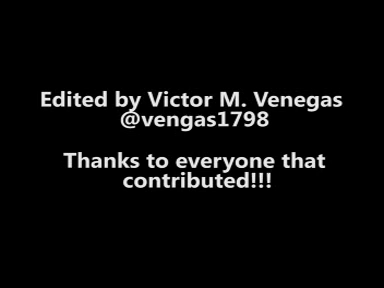 Edited by Victor M. Venegas
@vengas1798
Thanks to everyone that
contributed!!!